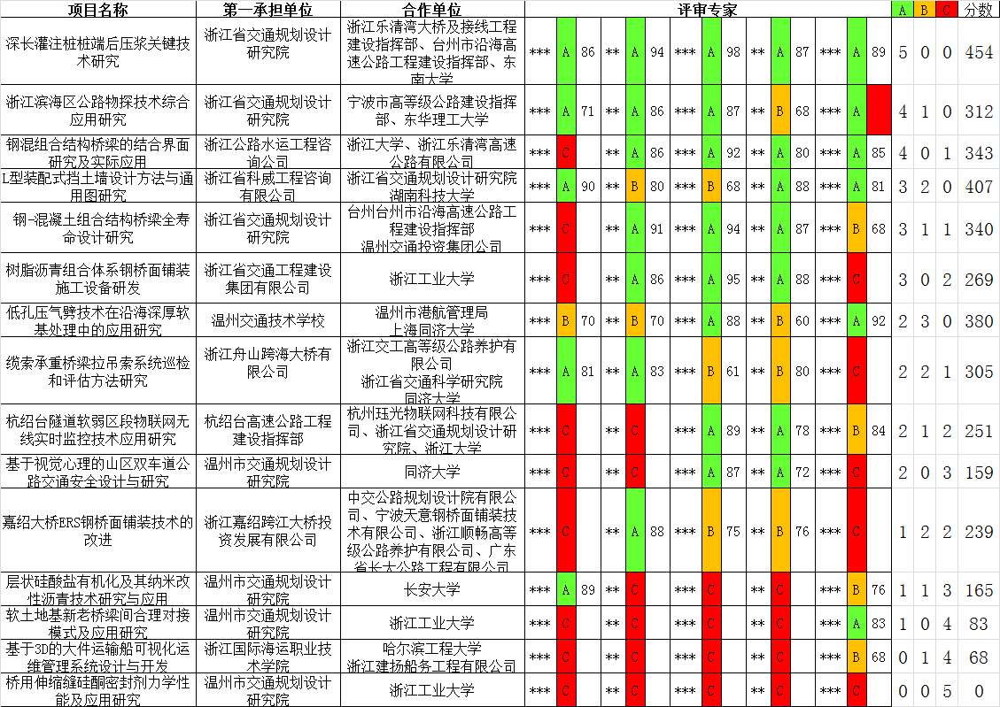 项目名称 第一承担单位 合作单位 评审专家 A B C 分数
深长灌注桩桩端后压浆关键技
术研究
浙江省交通规划设计
研究院
浙江乐清湾大桥及接线工程
建设指挥部、台州市沿海高
速公路工程建设指挥部、东
南大学
*** A 86 ** A 94 *** A 98 ** A 87 *** A 89 5 0 0 454
浙江滨海区公路物探技术综合
应用研究
浙江省交通规划设计
研究院
宁波市高等级公路建设指挥
部、东华理工大学
*** A 71 ** A 86 *** A 87 ** B 68 *** A 4 1 0 312
钢混组合结构桥梁的结合界面
研究及实际应用
浙江公路水运工程咨
询公司
浙江大学、浙江乐清湾高速
公路有限公司
*** C ** A 86 *** A 92 ** A 80 *** A 85 4 0 1 343
L型装配式挡土墙设计方法与通
用图研究
浙江省科威工程咨询
有限公司
浙江省交通规划设计研究院
湖南科技大学
*** A 90 ** B 80 *** B 68 ** A 88 *** A 81 3 2 0 407
钢-混凝土组合结构桥梁全寿
命设计研究
浙江省交通规划设计
研究院
台州台州市沿海高速公路工
程建设指挥部
温州交通投资集团公司
*** C ** A 91 *** A 94 ** A 87 *** B 68 3 1 1 340
树脂沥青组合体系钢桥面铺装
施工设备研发
浙江省交通工程建设
集团有限公司
浙江工业大学
*** C ** A 86 *** A 95 ** A 88 *** C 3 0 2 269
低孔压气劈技术在沿海深厚软
基处理中的应用研究
温州交通技术学校
温州市港航管理局
上海同济大学
*** B 70 ** B 70 *** A 88 ** B 60 *** A 92 2 3 0 380
缆索承重桥梁拉吊索系统巡检
和评估方法研究
浙江舟山跨海大桥有
限公司
浙江交工高等级公路养护有
限公司
浙江省交通科学研究院
同济大学
*** A 81 ** A 83 *** B 61 ** B 80 *** C 2 2 1 305
杭绍台隧道软弱区段物联网无
线实时监控技术应用研究
杭绍台高速公路工程
建设指挥部
杭州珏光物联网科技有限公
司、浙江省交通规划设计研
究院、浙江大学
*** C ** C *** A 89 ** A 78 *** B 84 2 1 2 251
基于视觉心理的山区双车道公
路交通安全设计与研究
温州市交通规划设计
研究院
同济大学
*** C ** C *** A 87 ** A 72 *** C 2 0 3 159
嘉绍大桥ERS钢桥面铺装技术的
改进
浙江嘉绍跨江大桥投
资发展有限公司
中交公路规划设计院有限公
司、宁波天意钢桥面铺装技
术有限公司、浙江顺畅高等
级公路养护有限公司、广东
省长大公路工程有限公司
*** C ** A 88 *** B 75 ** B 76 *** C 1 2 2 239
层状硅酸盐有机化及其纳米改
性沥青技术研究与应用
温州市交通规划设计
研究院
长安大学
*** A 89 ** C *** C ** C *** B 76 1 1 3 165
软土地基新老桥梁间合理对接
模式及应用研究
温州市交通规划设计
研究院
浙江工业大学
*** C ** C *** C ** C *** A 83 1 0 4 83
基于3D的大件运输船可视化运
维管理系统设计与开发
浙江国际海运职业技
术学院
哈尔滨工程大学
浙江建扬船务工程有限公司
*** C ** C *** C ** C *** B 68 0 1 4 68
桥用伸缩缝硅酮密封剂力学性
能及应用研究
温州市交通规划设计
研究院
浙江工业大学
*** C ** C *** C ** C *** C 0 0 5 0